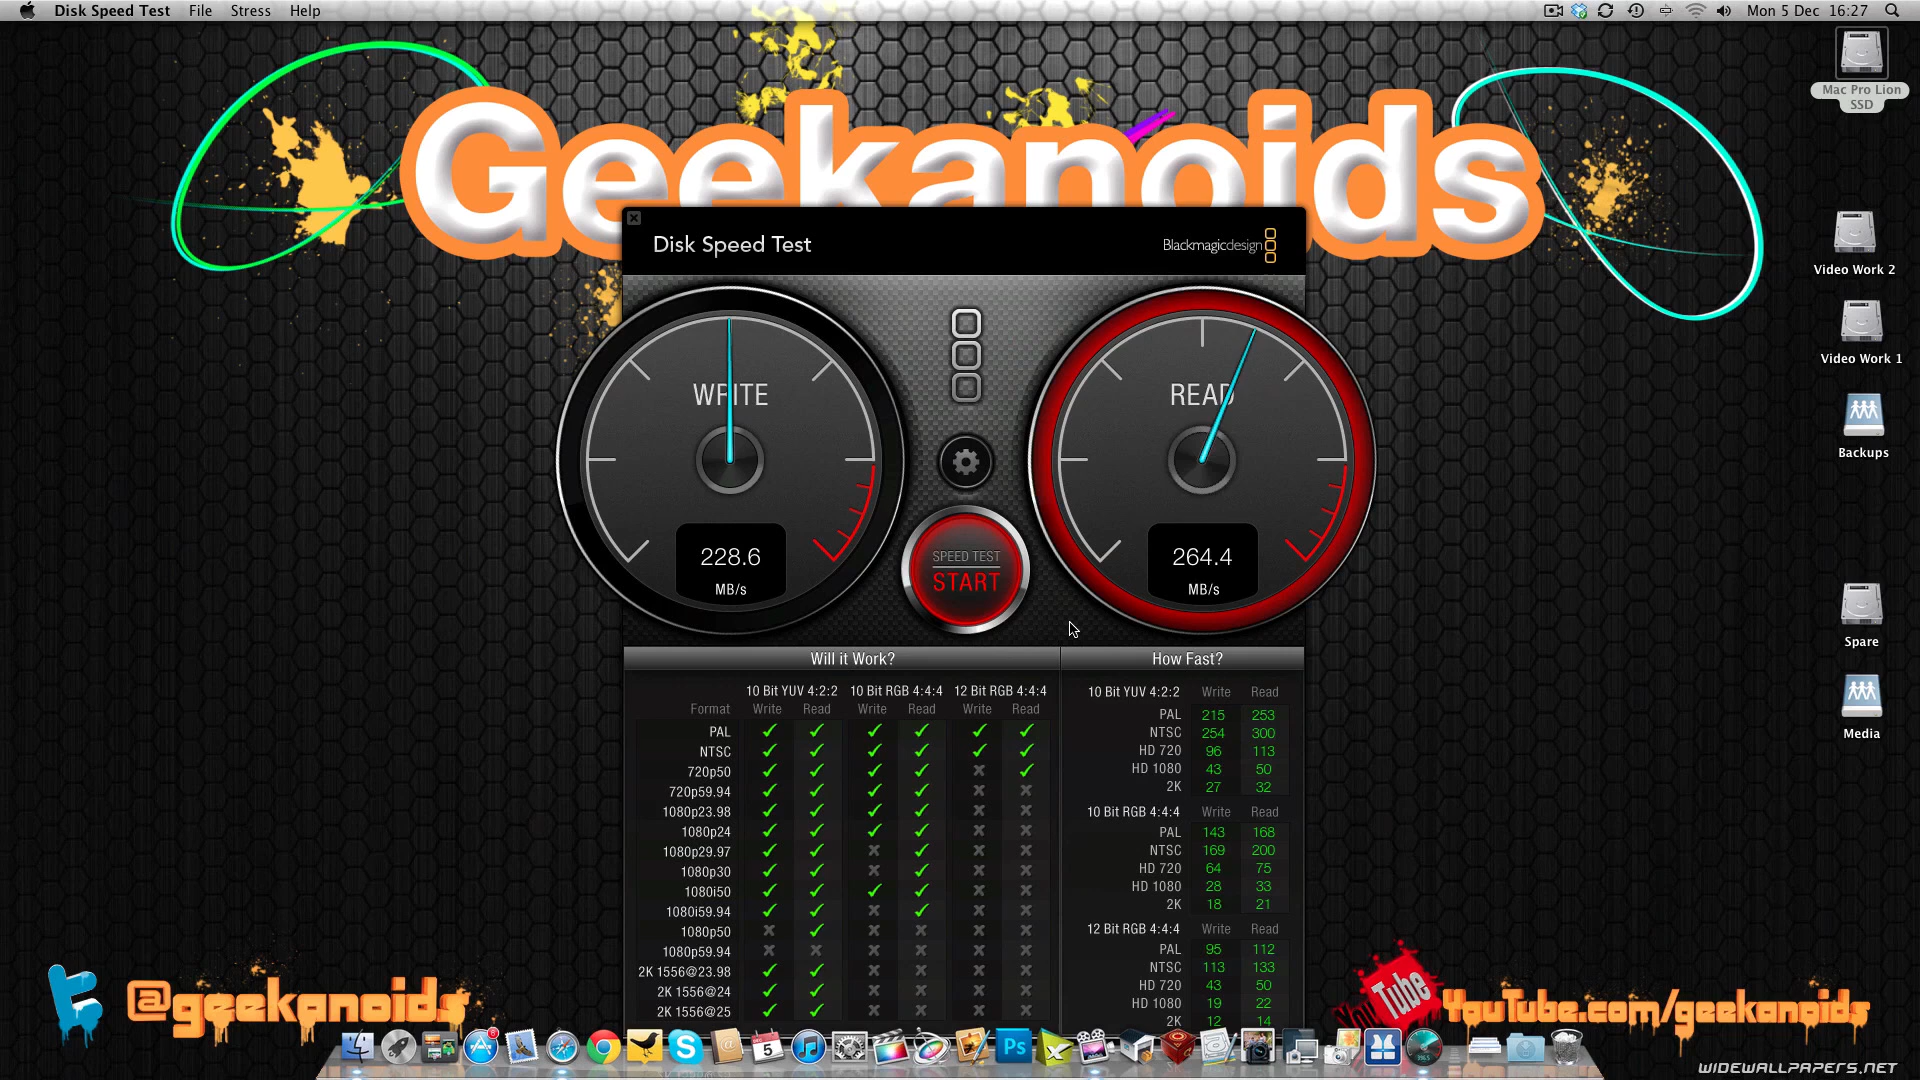 Disk Speed Test File Stress Help
Mon 5 Dec 16:27
Mac Pro Lion
SSD
Geekanoids
Disk Speed Test
Blackmagicdesign
Video Work 2
Video Work 1
Backups
Spare
Media
WRITE
228.6
MB/s
READ
264.4
MB/s
SPEED TEST
START
Will it Work?
10 Bit YUV 4:2:2 10 Bit RGB 4:4:4 12 Bit RGB 4:4:4
Format Write Read Write Read Write Read
PAL
NTSC
720p50
720p59.94
1080p23.98
1080p24
1080p29.97
1080p30
1080i50
1080i59.94
1080p50
1080p59.94
2K 1556@23.98
2K 1556@24
2K 1556@25
How Fast?
10 Bit YUV 4:2:2 Write Read
PAL 215 253
NTSC 254 300
HD 720 96 113
HD 1080 43 50
2K 27 32
10 Bit RGB 4:4:4 Write Read
PAL 143 168
NTSC 169 200
HD 720 64 75
HD 1080 28 33
2K 18 21
12 Bit RGB 4:4:4 Write Read
PAL 95 112
NTSC 113 133
HD 720 43 50
HD 1080 19 22
2K 12 14
@geekanoids
You Tube
YouTube.com/geekanoids
DEC
5
Ps
WIDEWALLPAPERS.NET